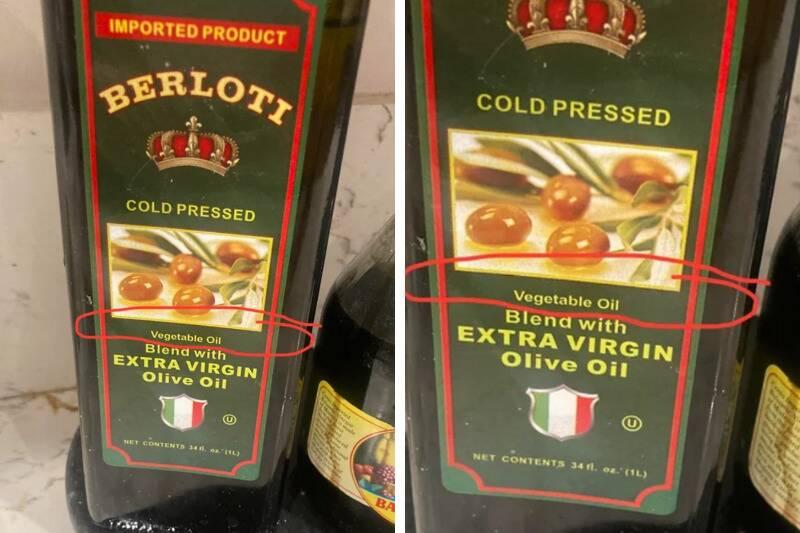 IMPORTED PRODUCT
BERLOTI
COLD PRESSED
Vegetable Oil
Blend with
EXTRA VIRGIN
Olive Oil
U
NET CONTENTS 34 fl. oz. (1L)
BA
COLD PRESSED
Vegetable Oil
Blend with
EXTRA VIRGIN
Olive Oil
U
NET CONTENTS 34 fl. oz. (1L)